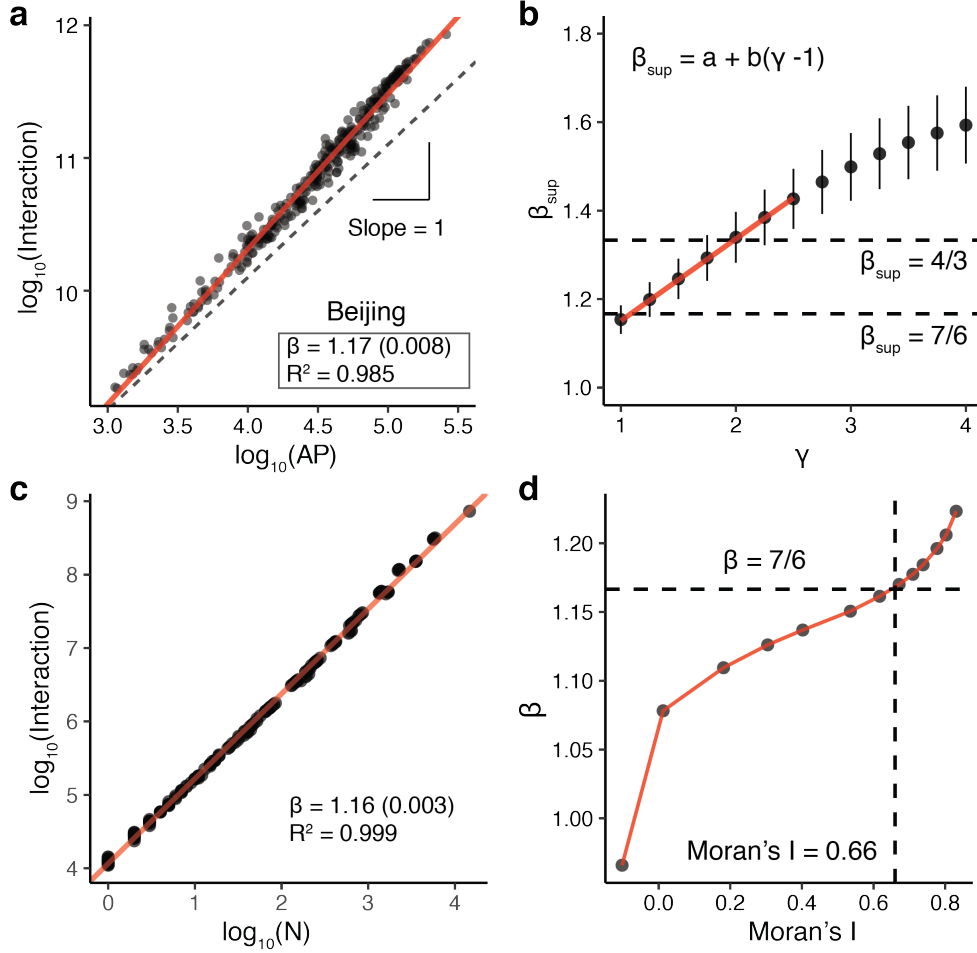 a
12
11
10
log₁₀(Interaction)
Slope = 1
Beijing
β = 1.17 (0.008)
R² = 0.985
3.0 3.5 4.0 4.5 5.0 5.5
log₁₀(AP)
b
β_sup = a + b(γ -1)
1.8
1.6
1.4
1.2
1.0
β_sup
β_sup = 4/3
β_sup = 7/6
1 2 3 4
γ
c
9
8
7
6
5
4
log₁₀(Interaction)
β = 1.16 (0.003)
R² = 0.999
0 1 2 3 4
log₁₀(N)
d
β = 7/6
1.20
1.15
1.10
1.05
1.00
β
Moran's I = 0.66
0.0 0.2 0.4 0.6 0.8
Moran's I